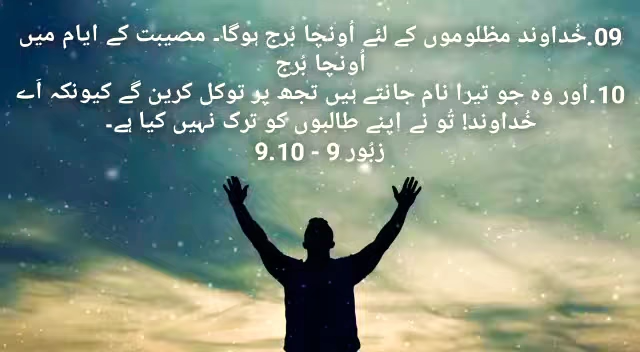 09.خُداوند مظلوموں کے لئے اُونچا بُرج ہوگا۔ مصیبت کے ایام میں
اُونچا بُرج
10۔اور وہ جو تیرا نام جانتے ہیں تجھ پر توکل کرین گے کیونکہ اَے
خُداوند! تُو نے اپنے طالبوں کو ترک نہیں کیا ہے۔
زبُور 9 - 9.10